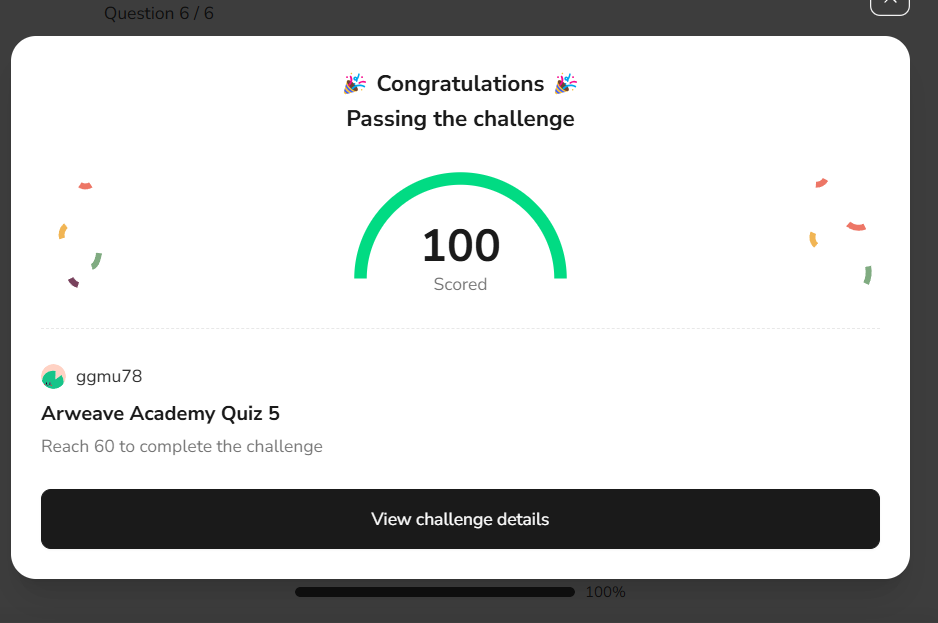 Question 6 / 6
🎉 Congratulations 🎉
Passing the challenge
100
Scored
ggmu78
Arweave Academy Quiz 5
Reach 60 to complete the challenge
View challenge details
100%